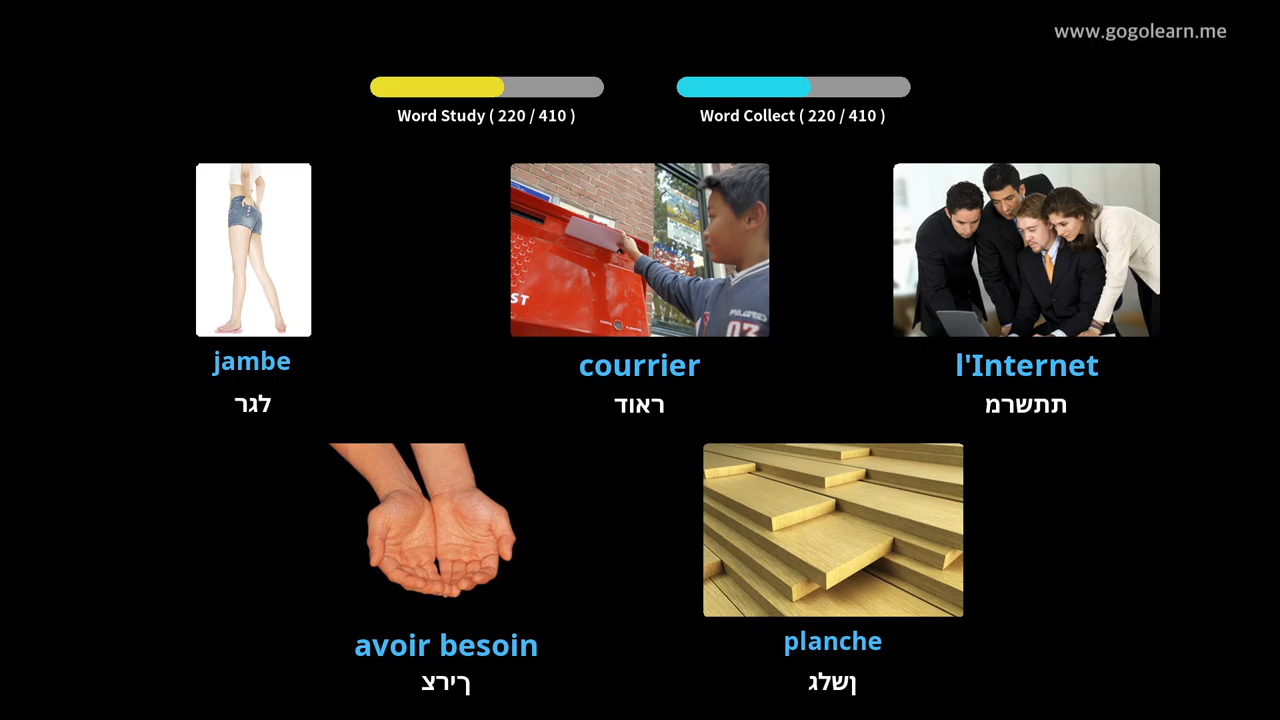 www.gogolearn.me
Word Study ( 220 / 410 )
Word Collect ( 220 / 410 )
jambe
לגר
courrier
ראוד
l'Internet
תתשרמ
avoir besoin
ךירצ
planche
ןשלג